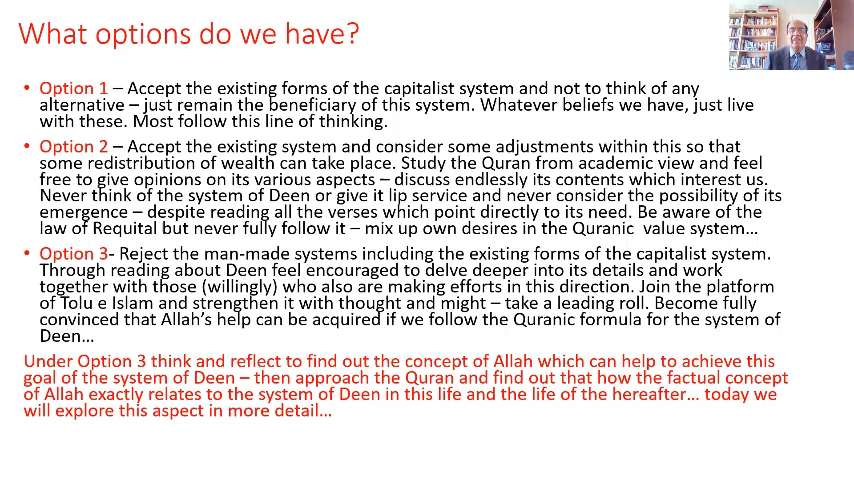 What options do we have?
• Option 1 – Accept the existing forms of the capitalist system and not to think of any
alternative – just remain the beneficiary of this system. Whatever beliefs we have, just live
with these. Most follow this line of thinking.
• Option 2 – Accept the existing system and consider some adjustments within this so that
some redistribution of wealth can take place. Study the Quran from academic view and feel
free to give opinions on its various aspects – discuss endlessly its contents which interest us.
Never think of the system of Deen or give it lip service and never consider the possibility of its
emergence – despite reading all the verses which point directly to its need. Be aware of the
law of Requital but never fully follow it – mix up own desires in the Quranic value system…
• Option 3- Reject the man-made systems including the existing forms of the capitalist system.
Through reading about Deen feel encouraged to delve deeper into its details and work
together with those (willingly) who also are making efforts in this direction. Join the platform
of Tolu e Islam and strengthen it with thought and might – take a leading roll. Become fully
convinced that Allah’s help can be acquired if we follow the Quranic formula for the system of
Deen…
Under Option 3 think and reflect to find out the concept of Allah which can help to achieve this
goal of the system of Deen – then approach the Quran and find out that how the factual concept
of Allah exactly relates to the system of Deen in this life and the life of the hereafter… today we
will explore this aspect in more detail…